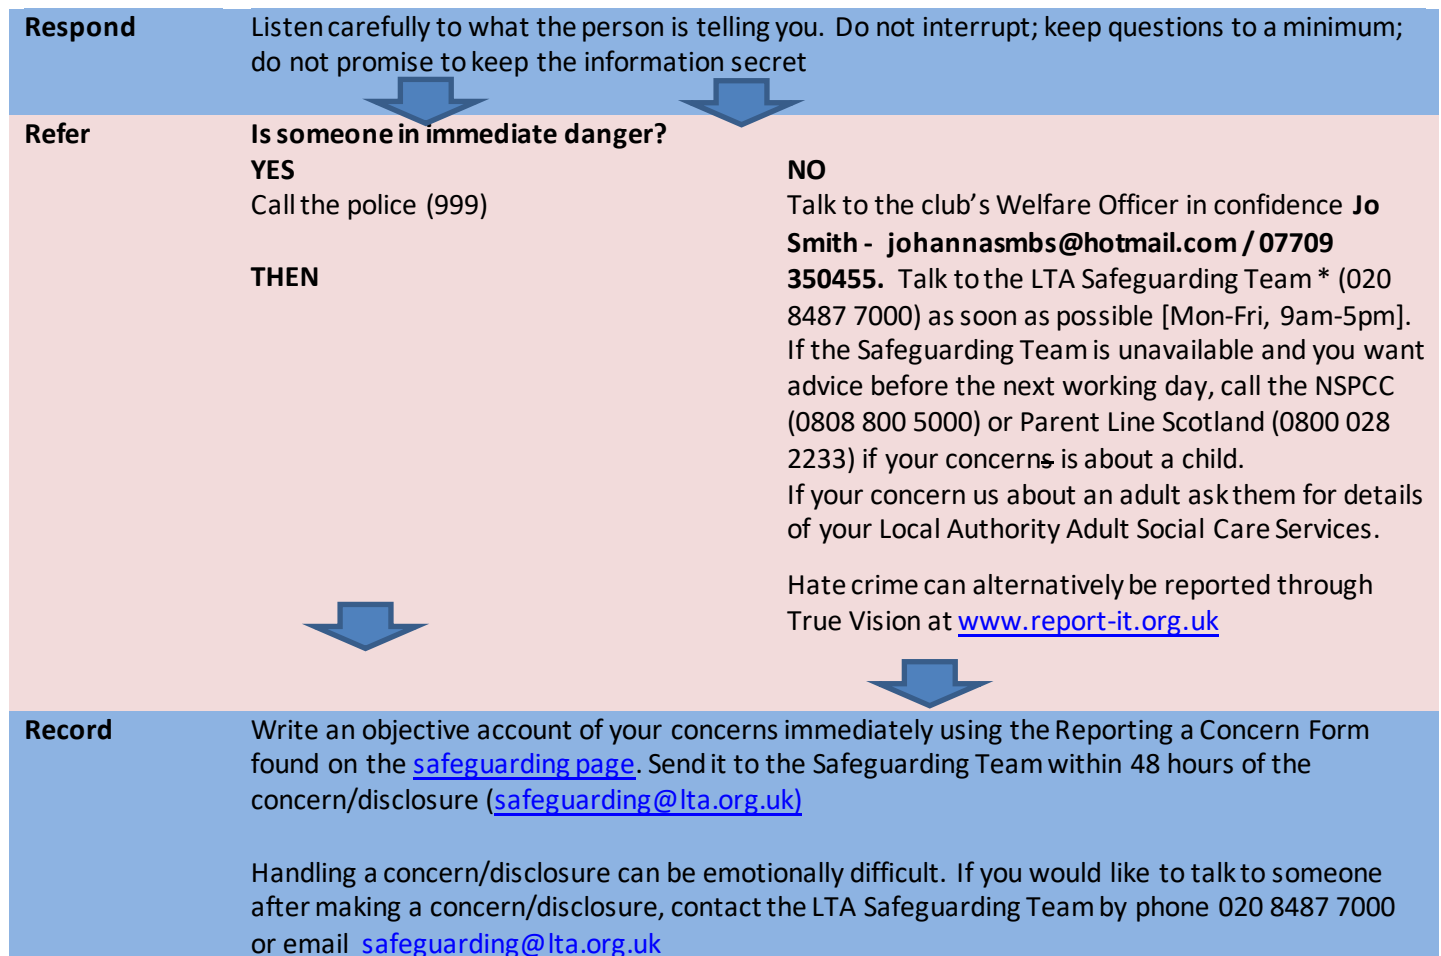 Respond
Listen carefully to what the person is telling you. Do not interrupt; keep questions to a minimum;
do not promise to keep the information secret
Refer
Is someone in immediate danger?
YES
Call the police (999)
THEN
NO
Talk to the club's Welfare Officer in confidence Jo
Smith - johannasmbs@hotmail.com / 07709
350455. Talk to the LTA Safeguarding Team * (020
8487 7000) as soon as possible [Mon-Fri, 9am-5pm].
If the Safeguarding Team is unavailable and you want
advice before the next working day, call the NSPCC
(0808 800 5000) or Parent Line Scotland (0800 028
2233) if your concerns is about a child.
If your concern us about an adult ask them for details
of your Local Authority Adult Social Care Services.
Hate crime can alternatively be reported through
True Vision at www.report-it.org.uk
Record
Write an objective account of your concerns immediately using the Reporting a Concern Form
found on the safeguarding page. Send it to the Safeguarding Team within 48 hours of the
concern/disclosure (safeguarding@lta.org.uk)
Handling a concern/disclosure can be emotionally difficult. If you would like to talk to someone
after making a concern/disclosure, contact the LTA Safeguarding Team by phone 020 8487 7000
or email safeguarding@lta.org.uk